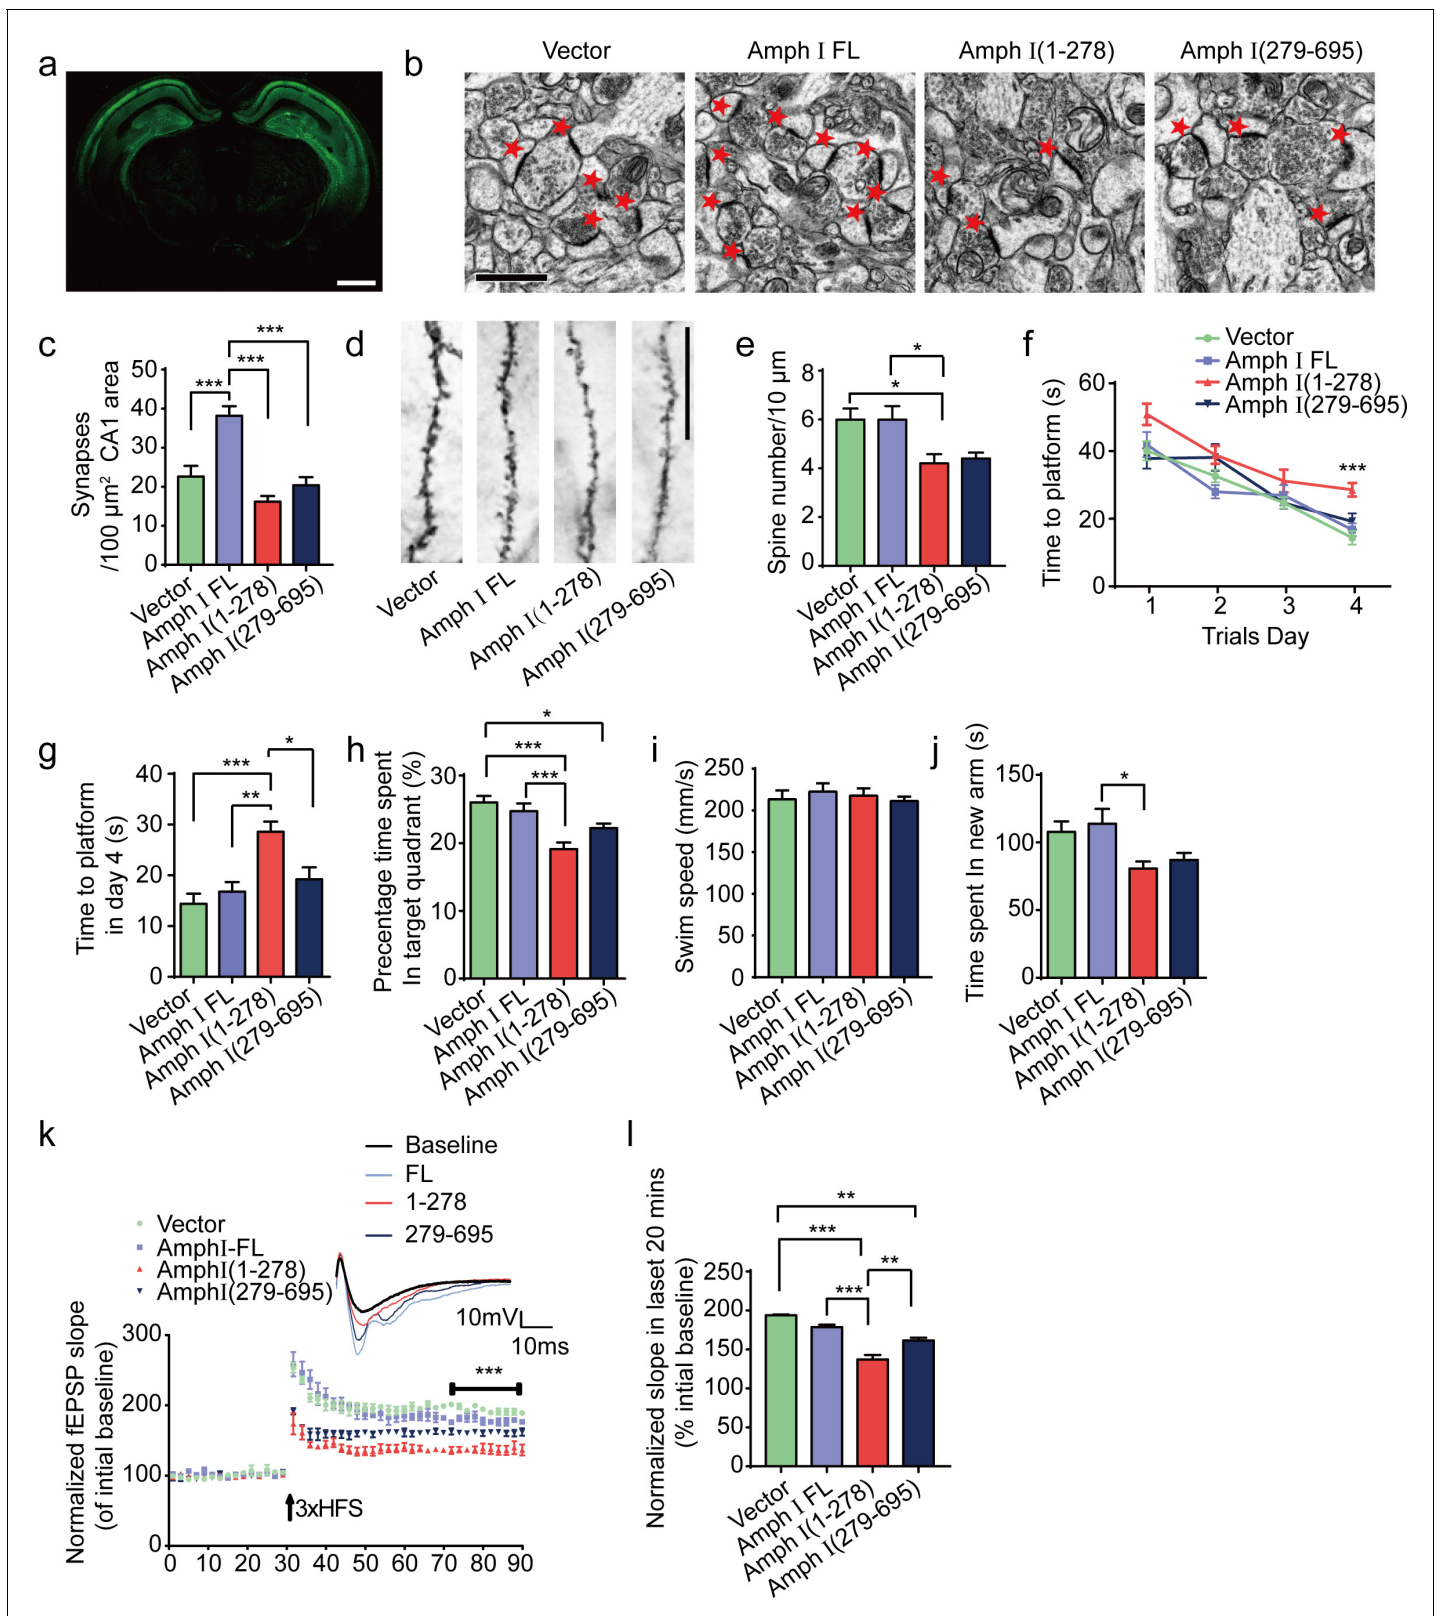 a
b
Vector
Amph I FL
Amph I(1-278)
Amph I(279-695)
c
Synapses
/100 µm² CA1 area
50
40
30
20
10
0
***
***
***
Vector
Amph I FL
Amph I(1-278)
Amph I(279-695)
d
Vector
Amph I FL
Amph I(1-278)
Amph I(279-695)
e
Spine number/10 µm
8
6
4
2
0
*
*
Vector
Amph I FL
Amph I(1-278)
Amph I(279-695)
f
Vector
Amph I FL
Amph I(1-278)
Amph I(279-695)
Time to platform (s)
60
40
20
0
***
1 2 3 4
Trials Day
g
Time to platform
in day 4 (s)
40
30
20
10
0
***
*
**
Vector
Amph I FL
Amph I(1-278)
Amph I(279-695)
h
Precentage time spent
In target quadrant (%)
30
20
10
0
*
***
***
Vector
Amph I FL
Amph I(1-278)
Amph I(279-695)
i
Swim speed (mm/s)
250
200
150
100
50
0
Vector
Amph I FL
Amph I(1-278)
Amph I(279-695)
j
Time spent In new arm (s)
150
100
50
0
*
Vector
Amph I FL
Amph I(1-278)
Amph I(279-695)
k
Baseline
FL
1-278
279-695
Vector
AmphI-FL
AmphI(1-278)
AmphI(279-695)
10mV
10ms
Normalized fEPSP slope
(of intial baseline)
300
200
100
0
***
3xHFS
0 10 20 30 40 50 60 70 80 90
l
Normalized slope in laset 20 mins
(% intial baseline)
250
200
150
100
50
0
**
***
**
***
Vector
Amph I FL
Amph I(1-278)
Amph I(279-695)